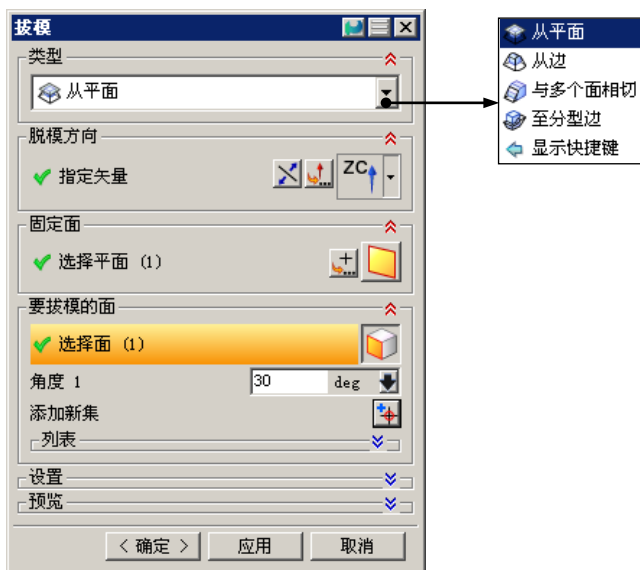 拔模
类型
从平面
脱模方向
指定矢量
ZC
固定面
选择平面 (1)
要拔模的面
选择面 (1)
角度 1 30 deg
添加新集
列表
设置
预览
< 确定 > 应用 取消
从平面
从边
与多个面相切
至分型边
显示快捷键